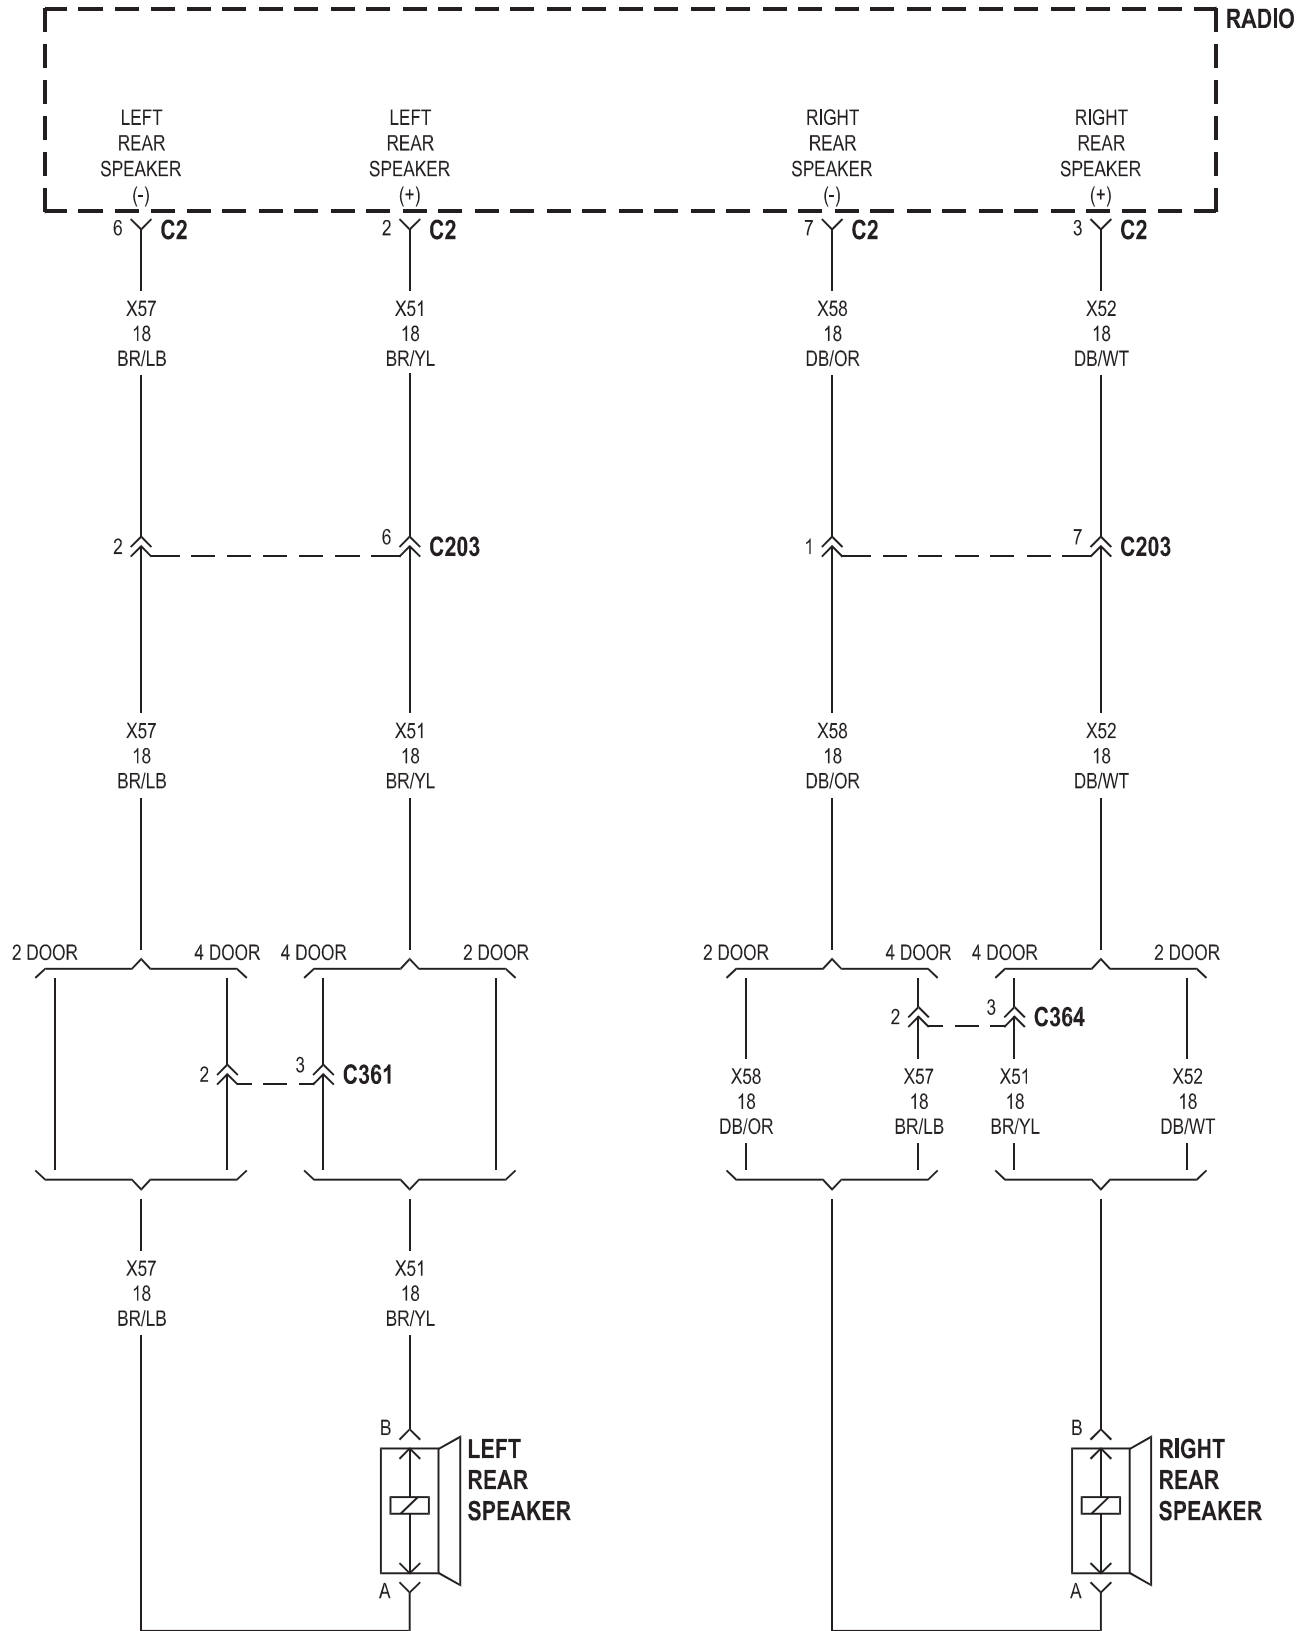 RADIO
LEFT
REAR
SPEAKER
(-)
LEFT
REAR
SPEAKER
(+)
RIGHT
REAR
SPEAKER
(-)
RIGHT
REAR
SPEAKER
(+)
6 C2
2 C2
7 C2
3 C2
X57
18
BR/LB
X51
18
BR/YL
X58
18
DB/OR
X52
18
DB/WT
2
6 C203
1
7 C203
X57
18
BR/LB
X51
18
BR/YL
X58
18
DB/OR
X52
18
DB/WT
2 DOOR
4 DOOR
4 DOOR
2 DOOR
2 DOOR
4 DOOR
4 DOOR
2 DOOR
2
3 C361
2
3 C364
X58
18
DB/OR
X57
18
BR/LB
X51
18
BR/YL
X52
18
DB/WT
X57
18
BR/LB
X51
18
BR/YL
B
LEFT
REAR
SPEAKER
A
B
RIGHT
REAR
SPEAKER
A